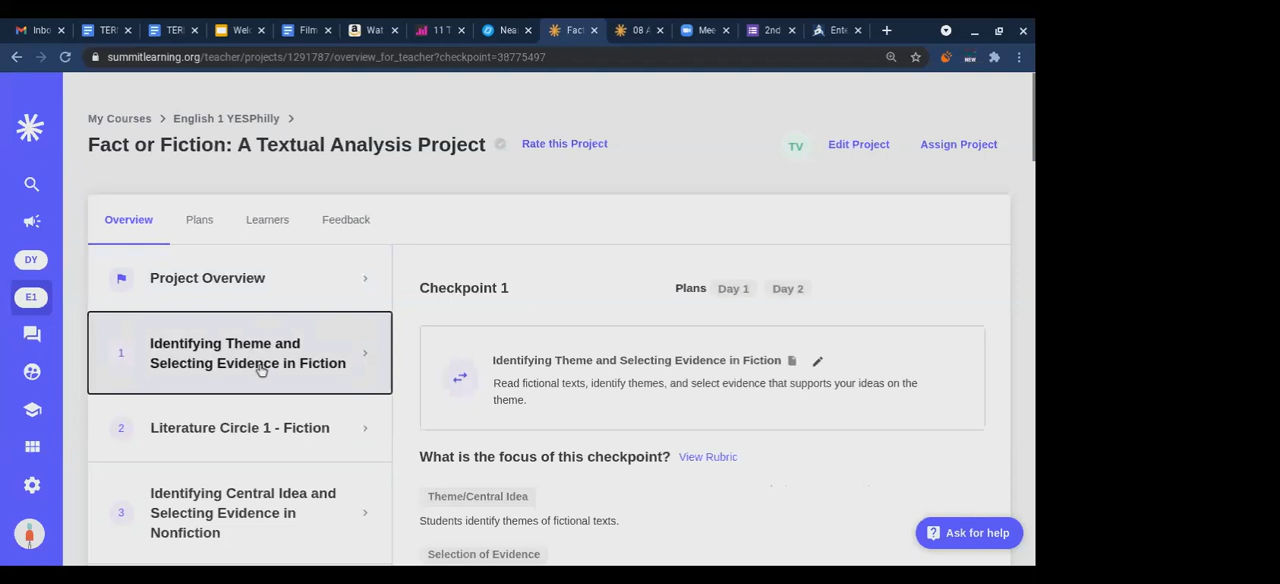 Inbo
TERI
TERI
Welc
Film
Wat
11 T
Nea
Fact
08 A
Mee
2nd
Ente
summitlearning.org/teacher/projects/1291787/overview_for_teacher?checkpoint=38775497
NEW
My Courses > English 1 YESPhilly >
Fact or Fiction: A Textual Analysis Project Rate this Project
TV Edit Project Assign Project
DY
E1
Overview Plans Learners Feedback
Project Overview
1 Identifying Theme and
Selecting Evidence in Fiction
2 Literature Circle 1 - Fiction
3 Identifying Central Idea and
Selecting Evidence in
Nonfiction
Checkpoint 1 Plans Day 1 Day 2
Identifying Theme and Selecting Evidence in Fiction
Read fictional texts, identify themes, and select evidence that supports your ideas on the
theme.
What is the focus of this checkpoint? View Rubric
Theme/Central Idea
Students identify themes of fictional texts.
Selection of Evidence
Ask for help